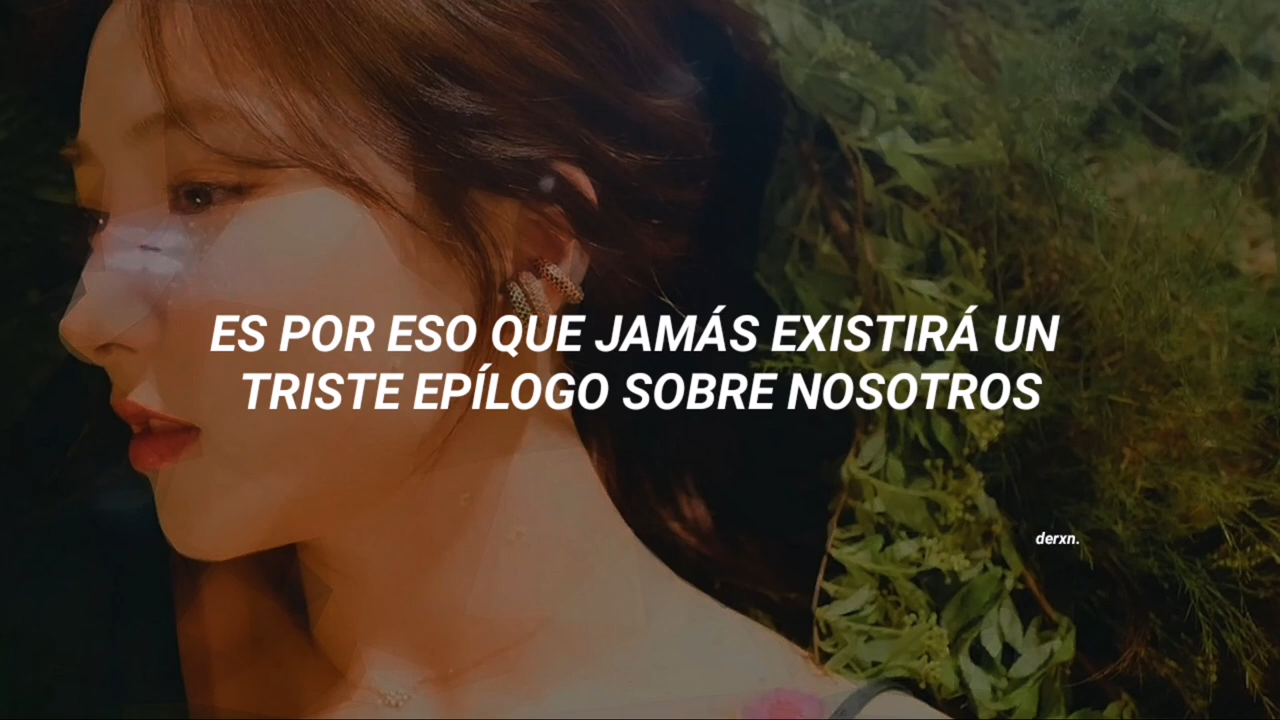 ES POR ESO QUE JAMÁS EXISTIRÁ UN
TRISTE EPÍLOGO SOBRE NOSOTROS
derxn.